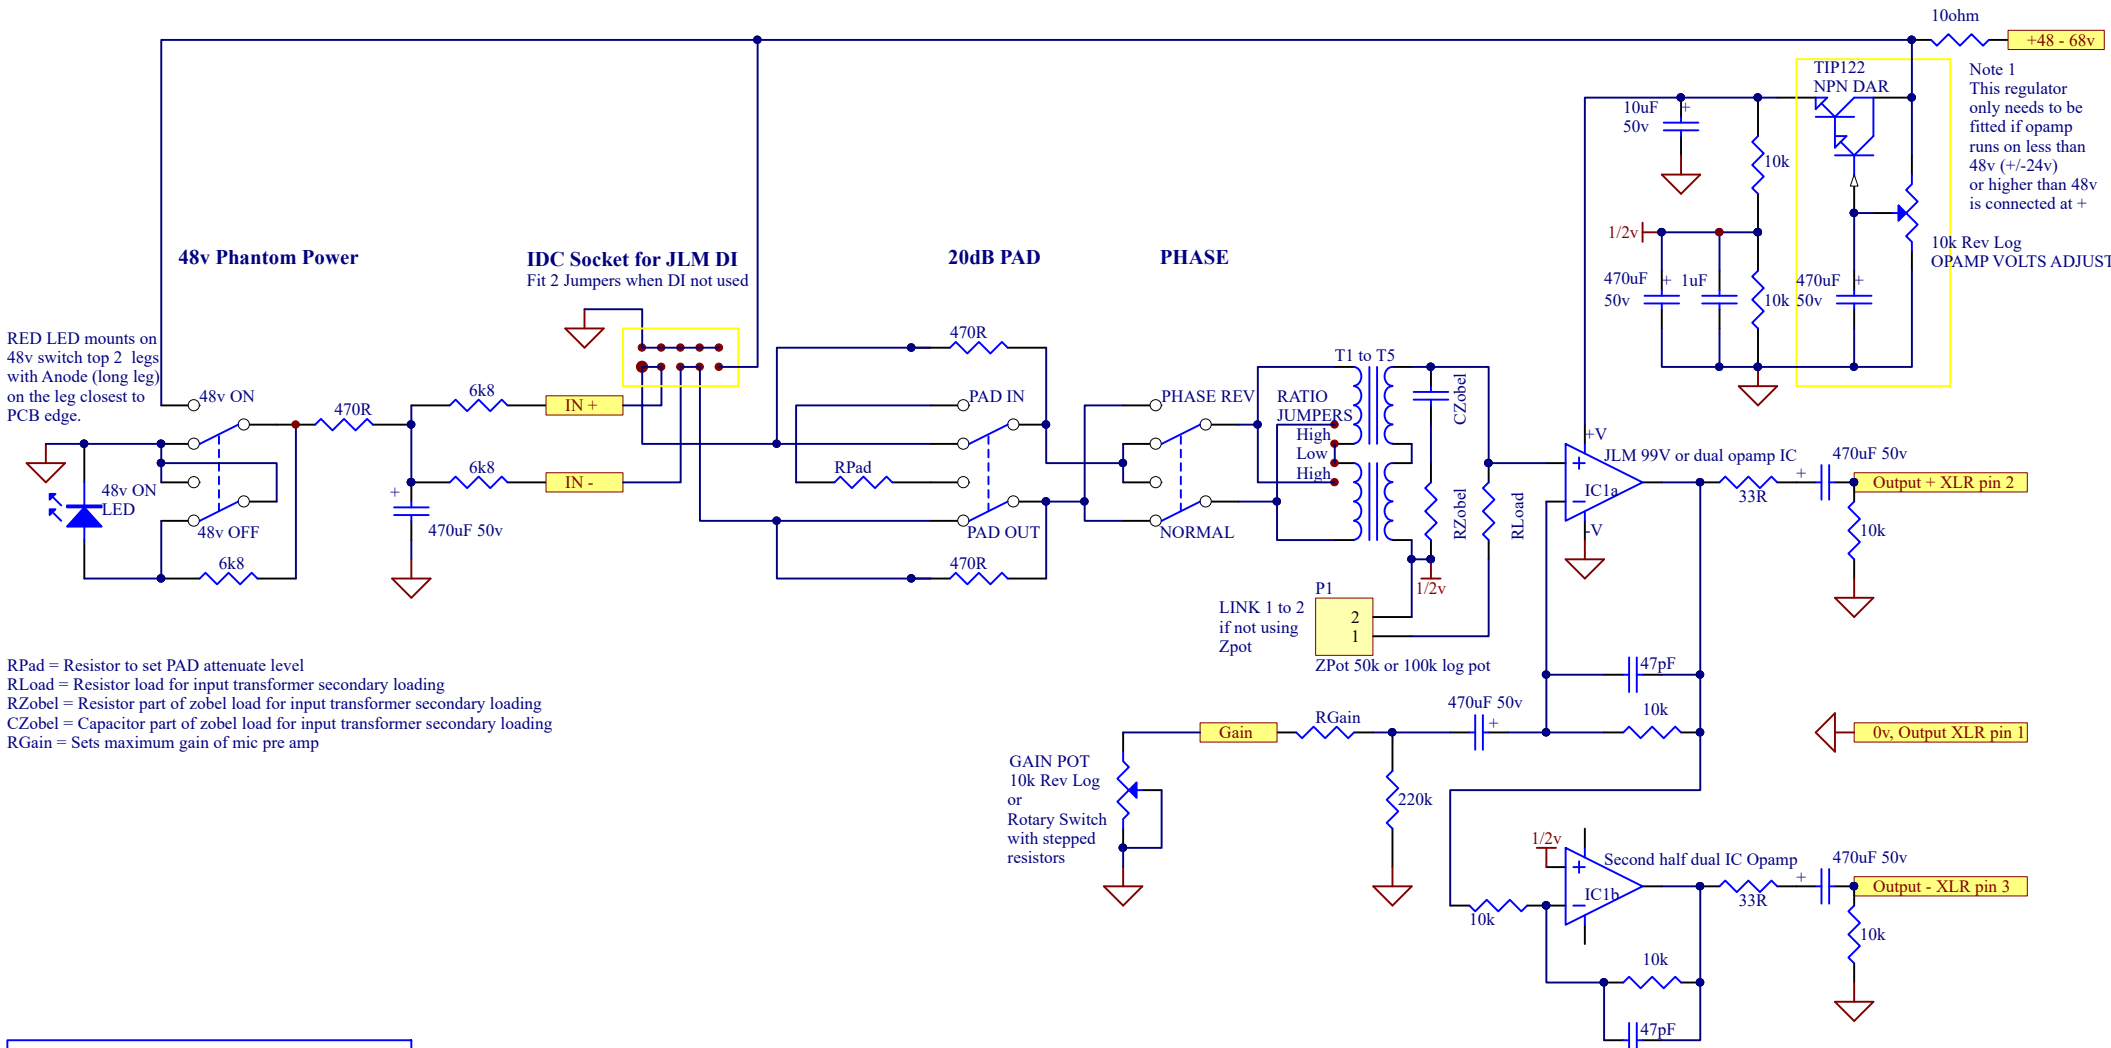 10ohm
+48 - 68v
TIP122
NPN DAR
Note 1
This regulator
only needs to be
fitted if opamp
runs on less than
48v (+/-24v)
or higher than 48v
is connected at +
10uF
50v
+
10k
1/2v
10k Rev Log
OPAMP VOLTS ADJUST
470uF
50v
+
1uF
10k
470uF
50v
+
48v Phantom Power
IDC Socket for JLM DI
Fit 2 Jumpers when DI not used
20dB PAD
PHASE
RED LED mounts on
48v switch top 2 legs
with Anode (long leg)
on the leg closest to
PCB edge.
48v ON
470R
6k8
IN +
6k8
IN -
+
470uF 50v
48v ON
LED
48v OFF
6k8
470R
PAD IN
RPad
PAD OUT
470R
PHASE REV
NORMAL
T1 to T5
RATIO
JUMPERS
High
Low
High
CZobel
RZobel
RLoad
1/2v
P1
2
1
LINK 1 to 2
if not using
Zpot
ZPot 50k or 100k log pot
+V
JLM 99V or dual opamp IC
+
IC1a
−
-V
33R
+
470uF 50v
Output + XLR pin 2
10k
47pF
10k
470uF 50v
+
RGain
Gain
220k
GAIN POT
10k Rev Log
or
Rotary Switch
with stepped
resistors
0v, Output XLR pin 1
1/2v
Second half dual IC Opamp
+
IC1b
−
10k
33R
+
470uF 50v
Output - XLR pin 3
10k
10k
47pF
RPad = Resistor to set PAD attenuate level
RLoad = Resistor load for input transformer secondary loading
RZobel = Resistor part of zobel load for input transformer secondary loading
CZobel = Capacitor part of zobel load for input transformer secondary loading
RGain = Sets maximum gain of mic pre amp